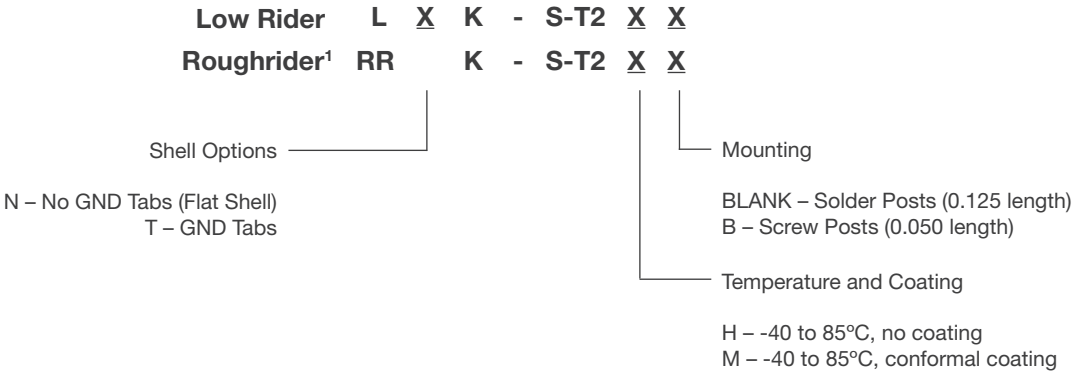 Low Rider L X K - S-T2 X X
Roughrider¹ RR K - S-T2 X X
Shell Options
N – No GND Tabs (Flat Shell)
T – GND Tabs
Mounting
BLANK – Solder Posts (0.125 length)
B – Screw Posts (0.050 length)
Temperature and Coating
H – -40 to 85ºC, no coating
M – -40 to 85ºC, conformal coating